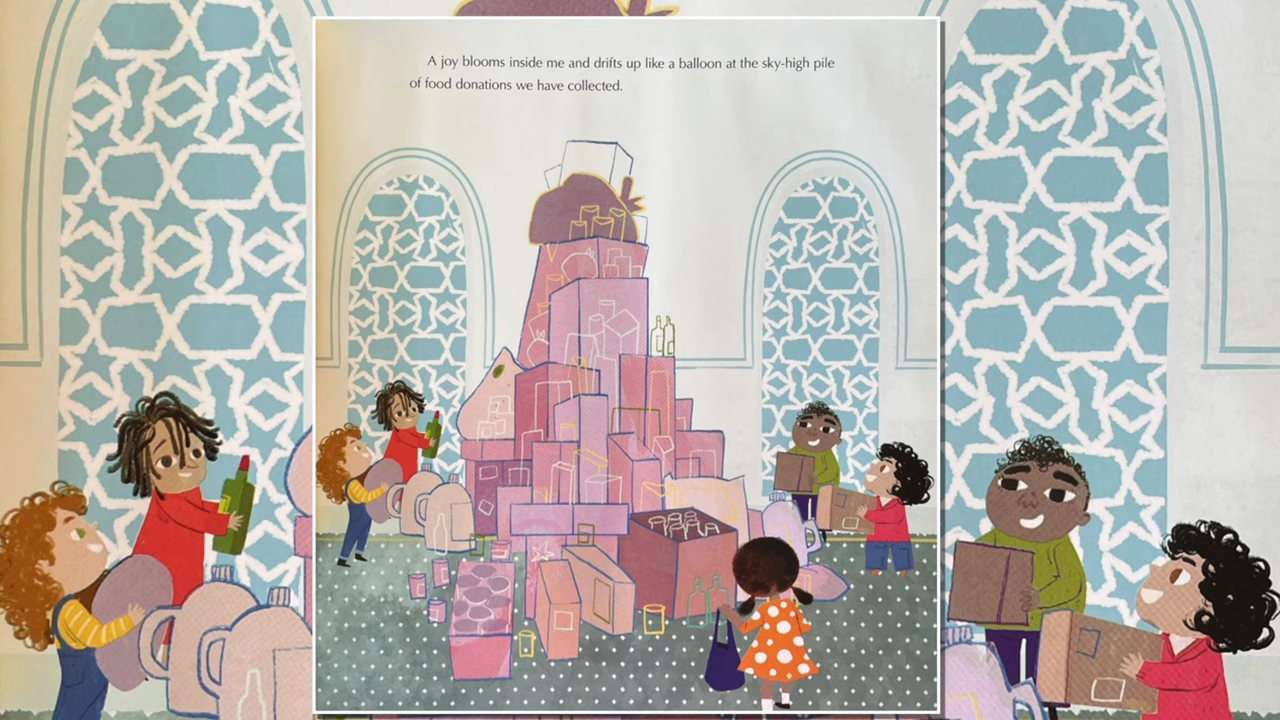 A joy blooms inside me and drifts up like a balloon at the sky-high pile
of food donations we have collected.